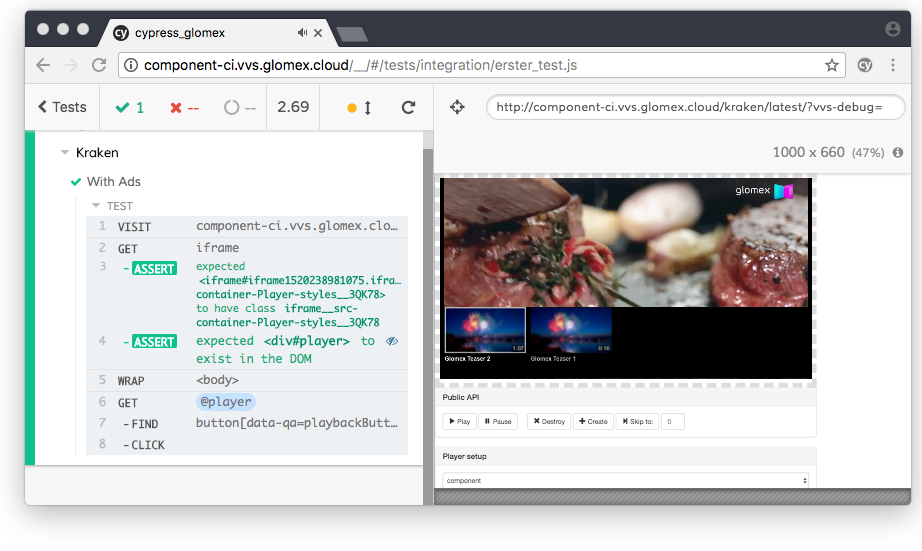 cypress_glomex
component-ci.vvs.glomex.cloud/__/#/tests/integration/erster_test.js
Tests 1 -- -- 2.69
http://component-ci.vvs.glomex.cloud/kraken/latest/?vvs-debug=
1000 x 660 (47%)
Kraken
With Ads
TEST
1 VISIT component-ci.vvs.glomex.clo…
2 GET iframe
3 -ASSERT expected
<iframe#iframe1520238981075.ifra…
container-Player-styles__3QK78>
to have class iframe__src-
container-Player-styles__3QK78
4 -ASSERT expected <div#player> to
exist in the DOM
5 WRAP <body>
6 GET @player
7 -FIND button[data-qa=playbackButt…
8 -CLICK
glomex
1:07
0:16
Glomex Teaser 2
Glomex Teaser 1
Public API
Play Pause Destroy Create Skip to: 0
Player setup
component